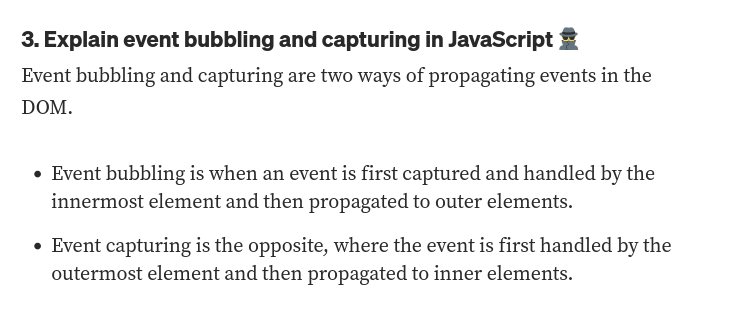 3. Explain event bubbling and capturing in JavaScript 🕵️
Event bubbling and capturing are two ways of propagating events in the
DOM.
• Event bubbling is when an event is first captured and handled by the
innermost element and then propagated to outer elements.
• Event capturing is the opposite, where the event is first handled by the
outermost element and then propagated to inner elements.